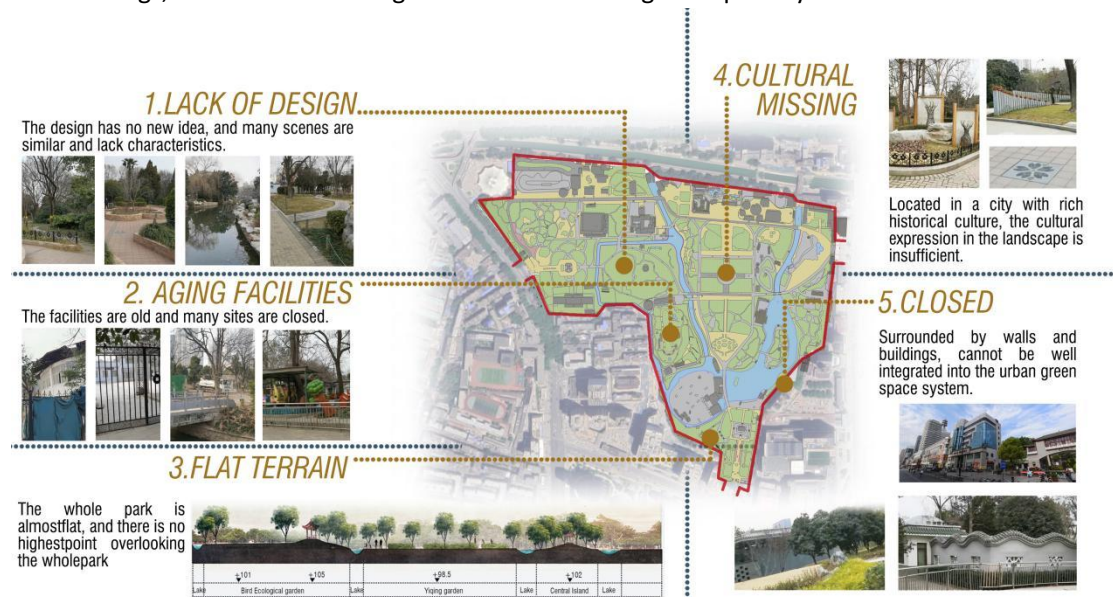 1.LACK OF DESIGN
The design has no new idea, and many scenes are
similar and lack characteristics.
2. AGING FACILITIES
The facilities are old and many sites are closed.
3.FLAT TERRAIN
The whole park is
almostflat, and there is no
highestpoint overlooking
the wholepark
+101
+105
+98.5
+102
Lake
Bird Ecological garden
Lake
Yiqing garden
Lake
Central Island
Lake
4.CULTURAL
MISSING
Located in a city with rich
historical culture, the cultural
expression in the landscape is
insufficient.
5.CLOSED
Surrounded by walls and
buildings, cannot be well
integrated into the urban green
space system.